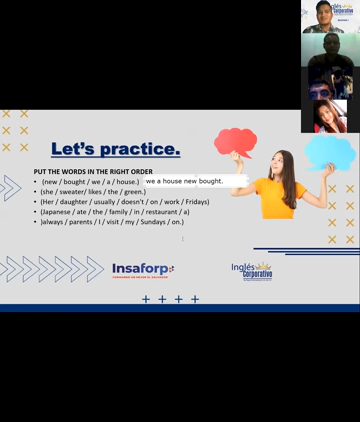 Inglés
Corporativo
Let's practice.
PUT THE WORDS IN THE RIGHT ORDER
• (new / bought / we / a / house.) we a house new bought.
• (she / sweater/ likes / the / green.)
• (Her / daughter / usually / doesn't / on / work / Fridays)
• (Japanese / ate / the / family / in / restaurant / a)
• )always / parents / I / visit / my / Sundays / on.)
Insaforp
Inglés
Corporativo